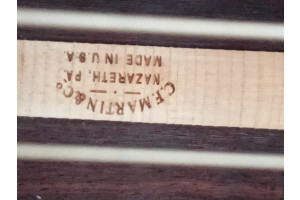 C.F. MARTIN & Co.
NAZARETH, PA.
MADE IN U.S.A.